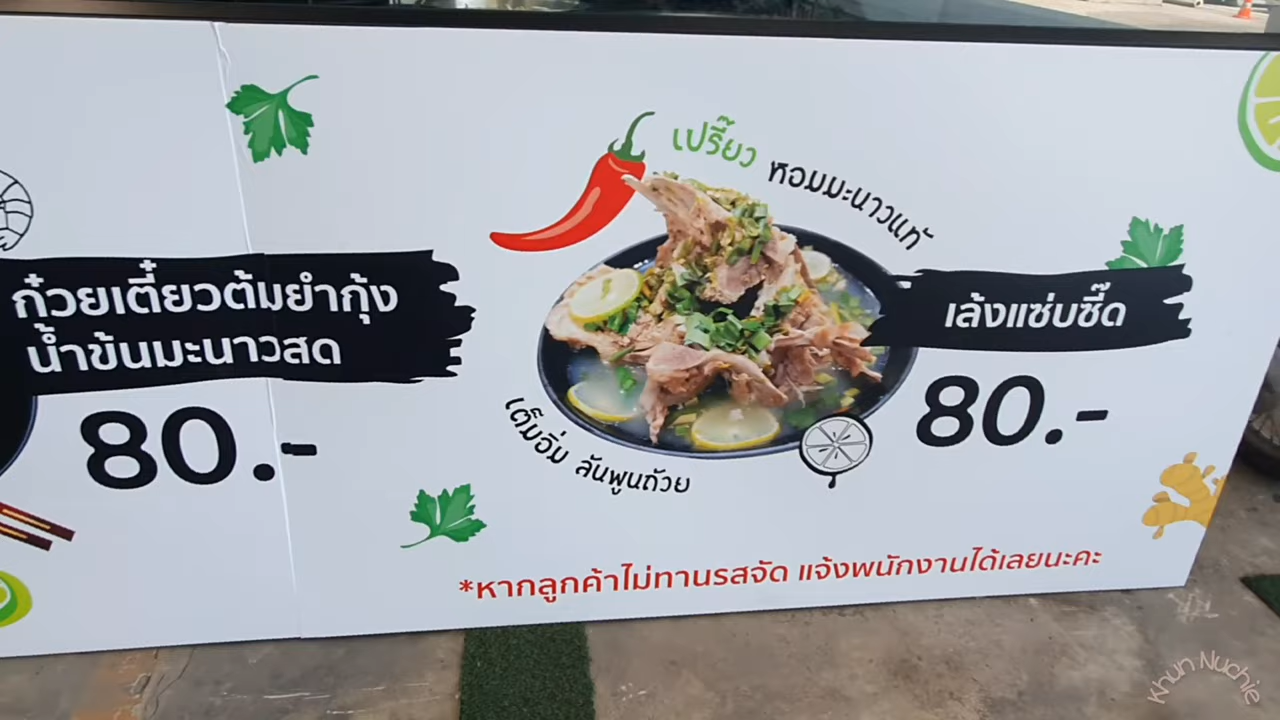 ก๋วยเตี๋ยวต้มยำกุ้ง
น้ำข้นมะนาวสด
80.-
เปรี๊ยว หอมมะนาวแท้
เล้งแซ่บซี๊ด
80.-
เต็มอิ่ม ล้นพูนถ้วย
*หากลูกค้าไม่ทานรสจัด แจ้งพนักงานได้เลยนะคะ
Khun Nuchie